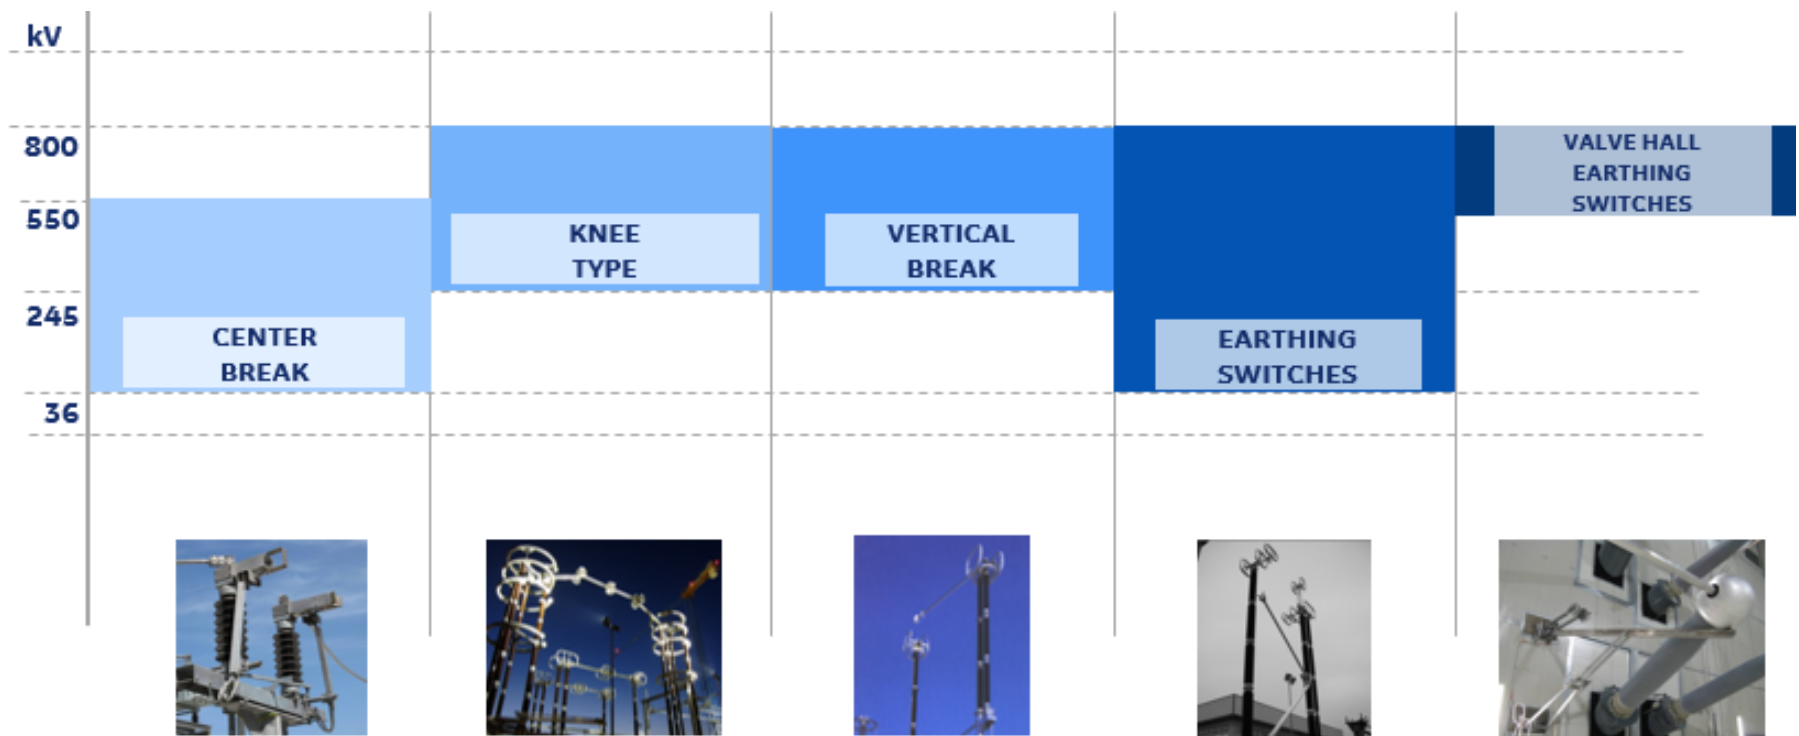 kV
800
550
245
36
CENTER
BREAK
KNEE
TYPE
VERTICAL
BREAK
EARTHING
SWITCHES
VALVE HALL
EARTHING
SWITCHES